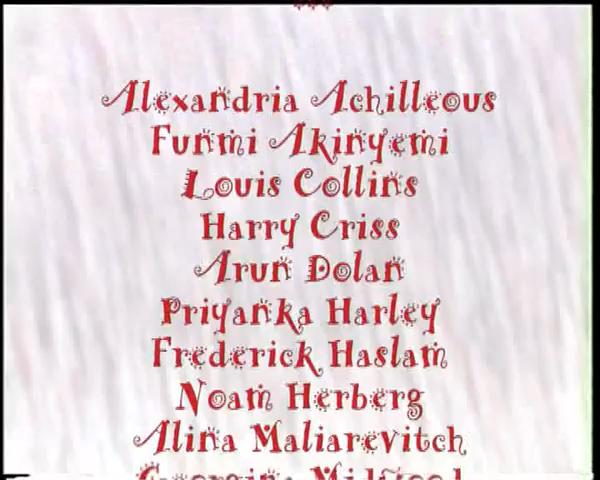 Alexandria Achilleous
Funmi Akinyemi
Louis Collins
Harry Criss
Arun Dolan
Priyanka Harley
Frederick Haslam
Noam Herberg
Alina Maliarevitch